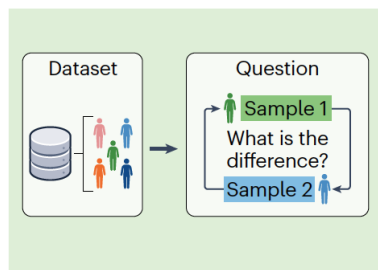 Dataset
Question
Sample 1
What is the
difference?
Sample 2